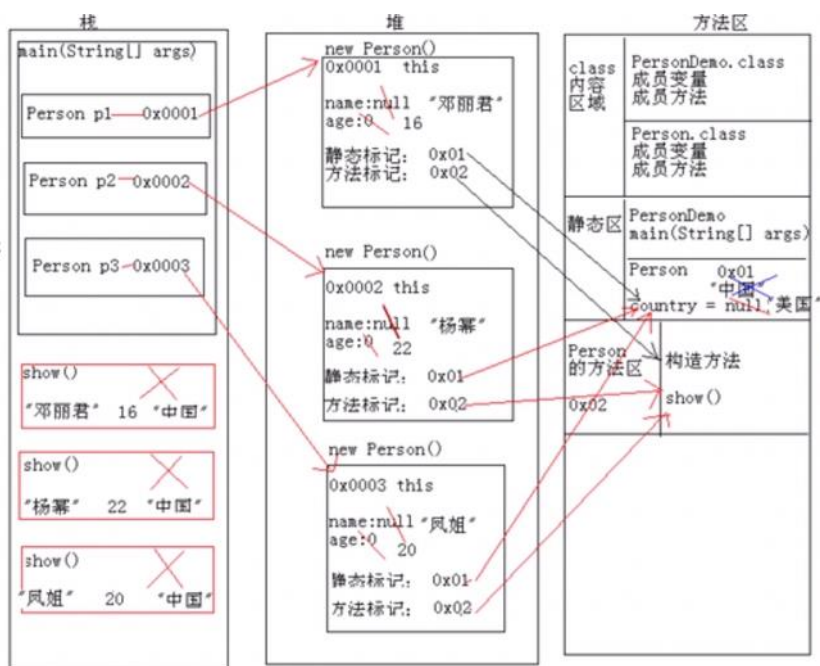 栈
main(String[] args)
Person p1 0x0001
Person p2 0x0002
Person p3 0x0003
show()
"邓丽君" 16 "中国"
show()
"杨幂" 22 "中国"
show()
"凤姐" 20 "中国"
堆
new Person()
0x0001 this
name:null "邓丽君"
age:0 16
静态标记: 0x01
方法标记: 0x02
new Person()
0x0002 this
name:null "杨幂"
age:0 22
静态标记: 0x01
方法标记: 0x02
new Person()
0x0003 this
name:null "凤姐"
age:0 20
静态标记: 0x01
方法标记: 0x02
方法区
class
内容
区域
PersonDemo.class
成员变量
成员方法
Person.class
成员变量
成员方法
静态区
PersonDemo
main(String[] args)
Person 0x01
"中国"
country = null "美国"
Person
的方法区
0x02
构造方法
show()